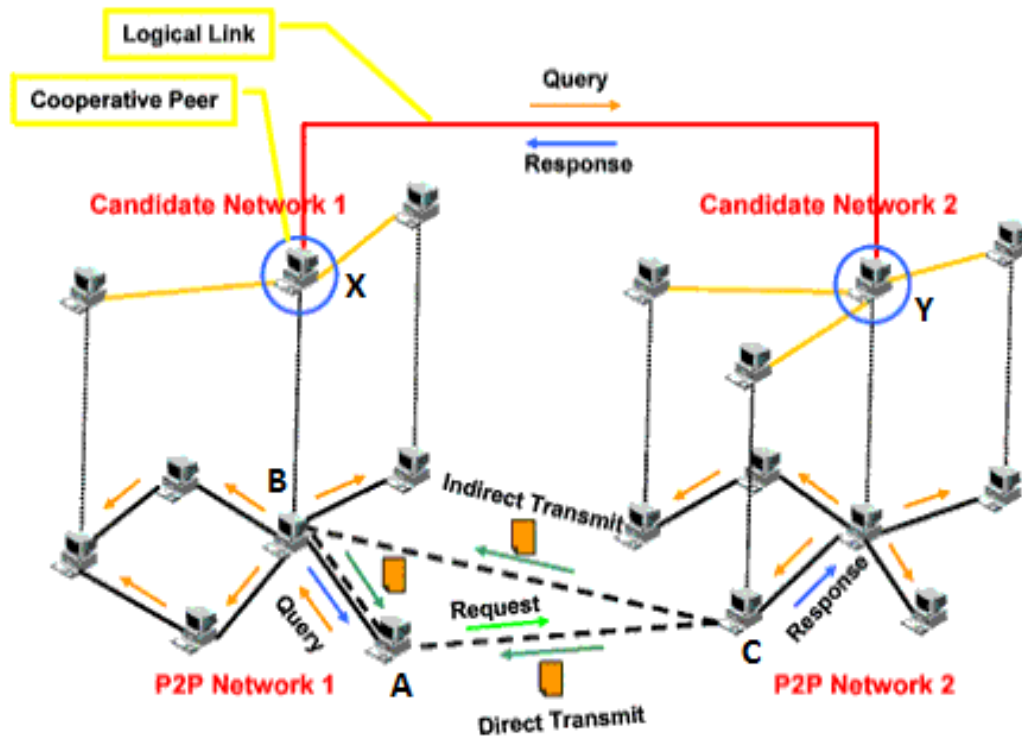 Logical Link
Query
Cooperative Peer
Response
Candidate Network 1
Candidate Network 2
X
Y
B
Indirect Transmit
Request
Query
Response
C
A
P2P Network 1
P2P Network 2
Direct Transmit